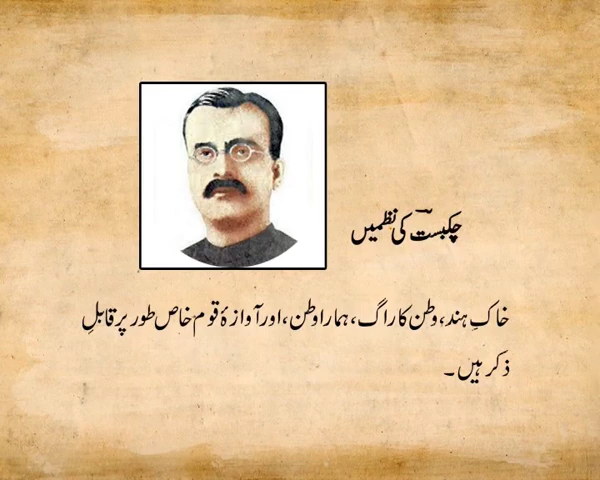 چکبستؔ کی نظمیں
خاکِ ہند، وطن کا راگ، ہمارا وطن، اور آوازۂ قوم خاص طور پر قابلِ
ذکر ہیں۔